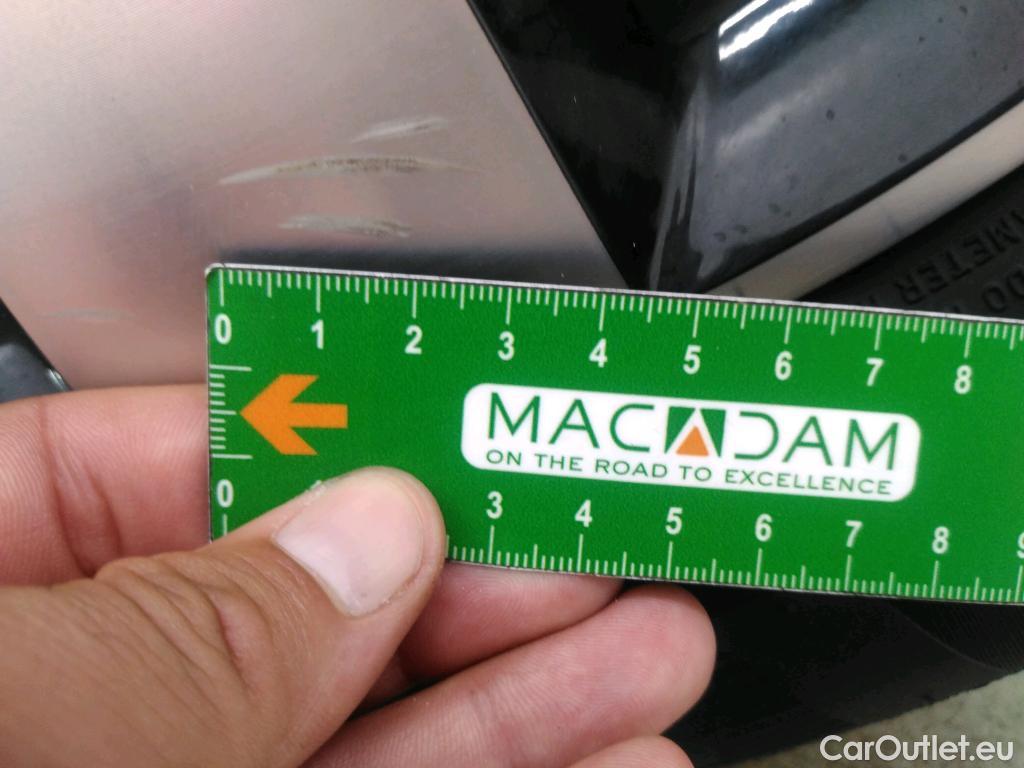 0 1 2 3 4 5 6 7 8
MACADAM
ON THE ROAD TO EXCELLENCE
0 3 4 5 6 7 8 9
CarOutlet.eu